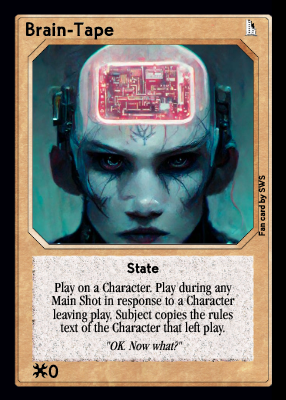 Brain-Tape
Fan card by SWS
State
Play on a Character. Play during any
Main Shot in response to a Character
leaving play. Subject copies the rules
text of the Character that left play.
"OK. Now what?"
0